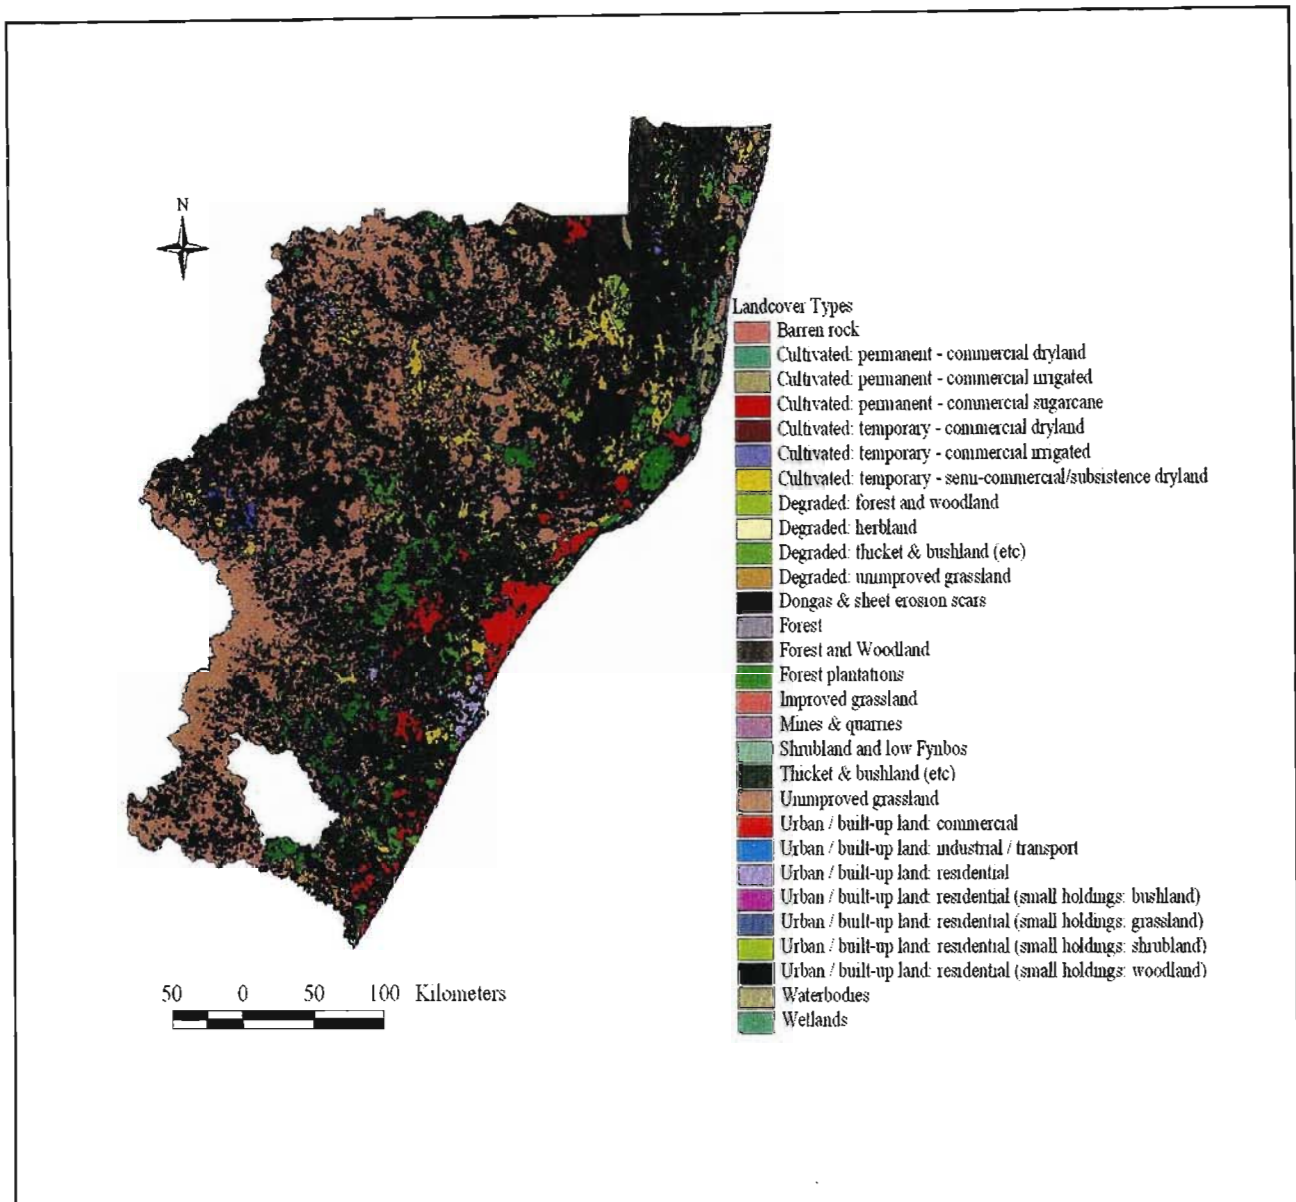 N
Landcover Types
Barren rock
Cultivated: permanent - commercial dryland
Cultivated: permanent - commercial irrigated
Cultivated: permanent - commercial sugarcane
Cultivated: temporary - commercial dryland
Cultivated: temporary - commercial irrigated
Cultivated: temporary - semi-commercial/subsistence dryland
Degraded: forest and woodland
Degraded: herbland
Degraded: thicket & bushland (etc)
Degraded: unimproved grassland
Dongas & sheet erosion scars
Forest
Forest and Woodland
Forest plantations
Improved grassland
Mines & quarries
Shrubland and low Fynbos
Thicket & bushland (etc)
Unimproved grassland
Urban / built-up land: commercial
Urban / built-up land: industrial / transport
Urban / built-up land: residential
Urban / built-up land: residential (small holdings: bushland)
Urban / built-up land: residential (small holdings: grassland)
Urban / built-up land: residential (small holdings: shrubland)
Urban / built-up land: residential (small holdings: woodland)
Waterbodies
Wetlands
50 0 50 100 Kilometers